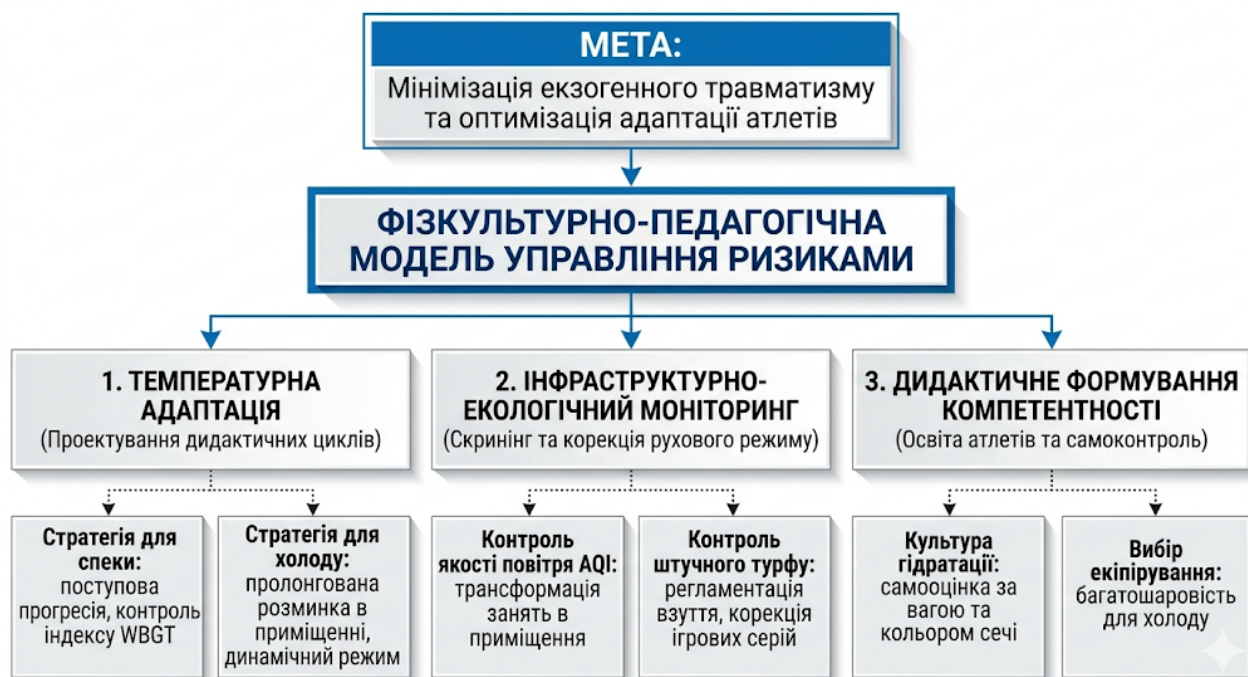 МЕТА:
Мінімізація екзогенного травматизму
та оптимізація адаптації атлетів
ФІЗКУЛЬТУРНО-ПЕДАГОГІЧНА
МОДЕЛЬ УПРАВЛІННЯ РИЗИКАМИ
1. ТЕМПЕРАТУРНА
АДАПТАЦІЯ
(Проектування дидактичних циклів)
2. ІНФРАСТРУКТУРНО-
ЕКОЛОГІЧНИЙ МОНІТОРИНГ
(Скринінг та корекція рухового режиму)
3. ДИДАКТИЧНЕ ФОРМУВАННЯ
КОМПЕТЕНТНОСТІ
(Освіта атлетів та самоконтроль)
Стратегія для
спеки:
поступова
прогресія, контроль
індексу WBGT
Стратегія для
холоду:
пролонгована
розминка в
приміщенні,
динамічний режим
Контроль
якості повітря AQI:
трансформація
занять в
приміщення
Контроль
штучного турфу:
регламентація
взуття, корекція
ігрових серій
Культура
гідратації:
самооцінка за
вагою та
кольором сечі
Вибір
екіпірування:
багатошаровість
для холоду